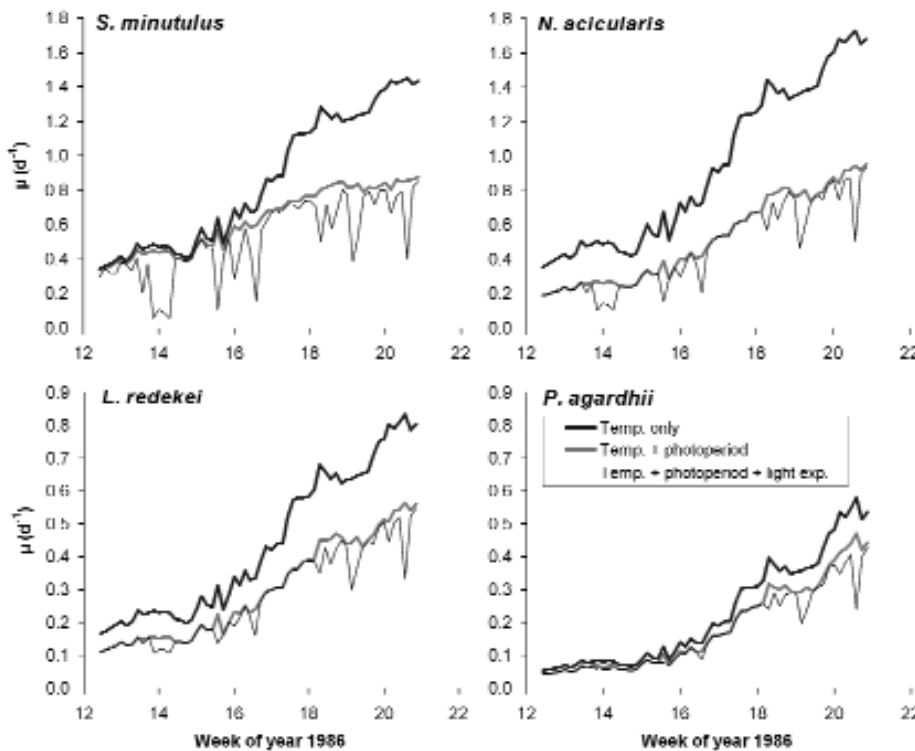 S. minutulus
N. acicularis
1.8
1.6
1.4
1.2
1.0
0.8
0.6
0.4
0.2
0.0
µ (d⁻¹)
12 14 16 18 20 22
1.8
1.6
1.4
1.2
1.0
0.8
0.6
0.4
0.2
0.0
12 14 16 18 20 22
L. redekei
P. agardhii
0.9
0.8
0.7
0.6
0.5
0.4
0.3
0.2
0.1
0.0
µ (d⁻¹)
12 14 16 18 20 22
Week of year 1986
0.9
0.8
0.7
0.6
0.5
0.4
0.3
0.2
0.1
0.0
Temp. only
Temp. + photoperiod
Temp. + photoperiod + light exp.
12 14 16 18 20 22
Week of year 1986